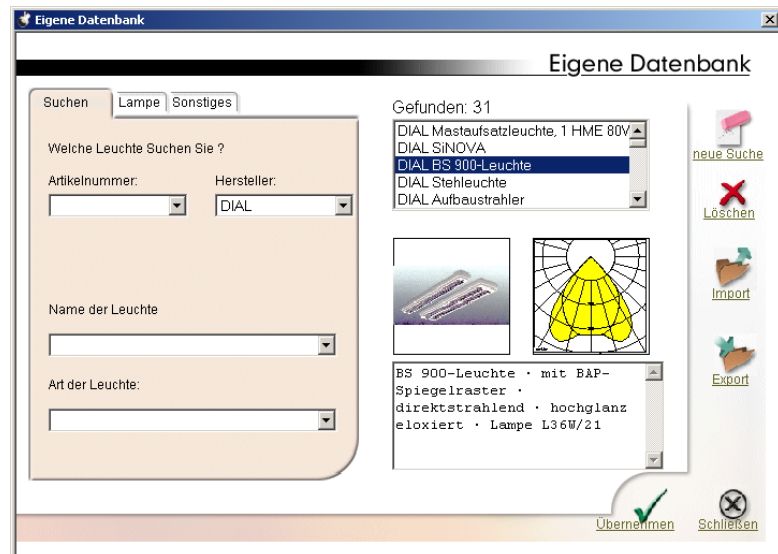 Eigene Datenbank
Eigene Datenbank
Suchen
Lampe
Sonstiges
Welche Leuchte Suchen Sie ?
Artikelnummer:
Hersteller:
DIAL
Name der Leuchte
Art der Leuchte:
Gefunden: 31
DIAL Mastaufsatzleuchte, 1 HME 80W
DIAL SiNOVA
DIAL BS 900-Leuchte
DIAL Stehleuchte
DIAL Aufbaustrahler
BS 900-Leuchte · mit BAP-
Spiegelraster ·
direktstrahlend · hochglanz
eloxiert · Lampe L36W/21
neue Suche
Löschen
Import
Export
Übernehmen
Schließen